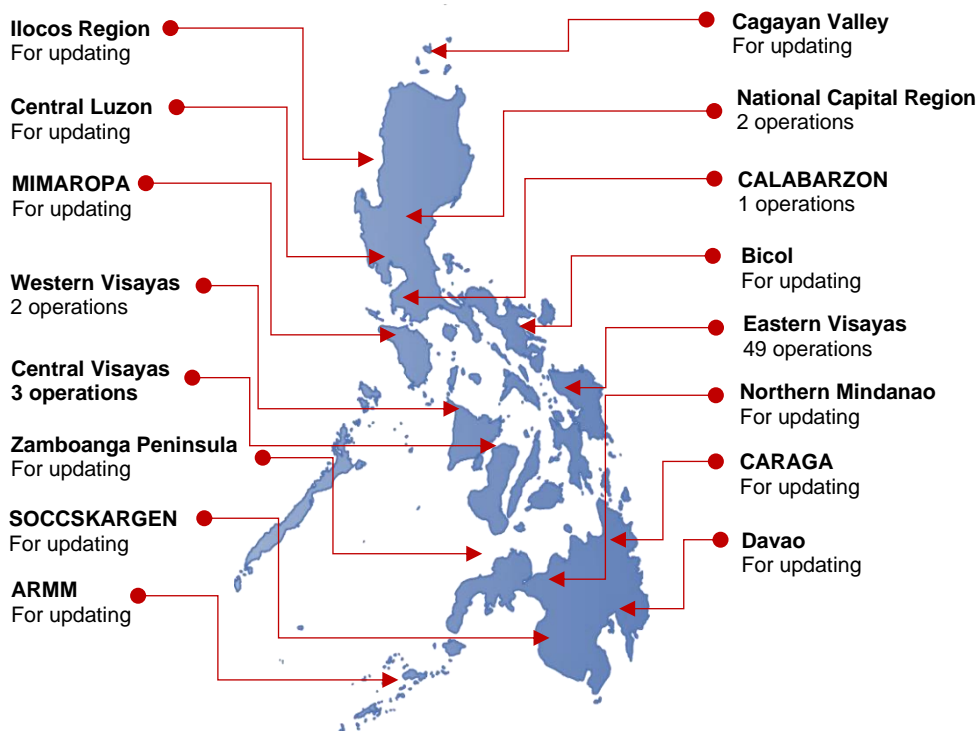 Ilocos Region
For updating
Central Luzon
For updating
MIMAROPA
For updating
Western Visayas
2 operations
Central Visayas
3 operations
Zamboanga Peninsula
For updating
SOCCSKARGEN
For updating
ARMM
For updating
Cagayan Valley
For updating
National Capital Region
2 operations
CALABARZON
1 operations
Bicol
For updating
Eastern Visayas
49 operations
Northern Mindanao
For updating
CARAGA
For updating
Davao
For updating